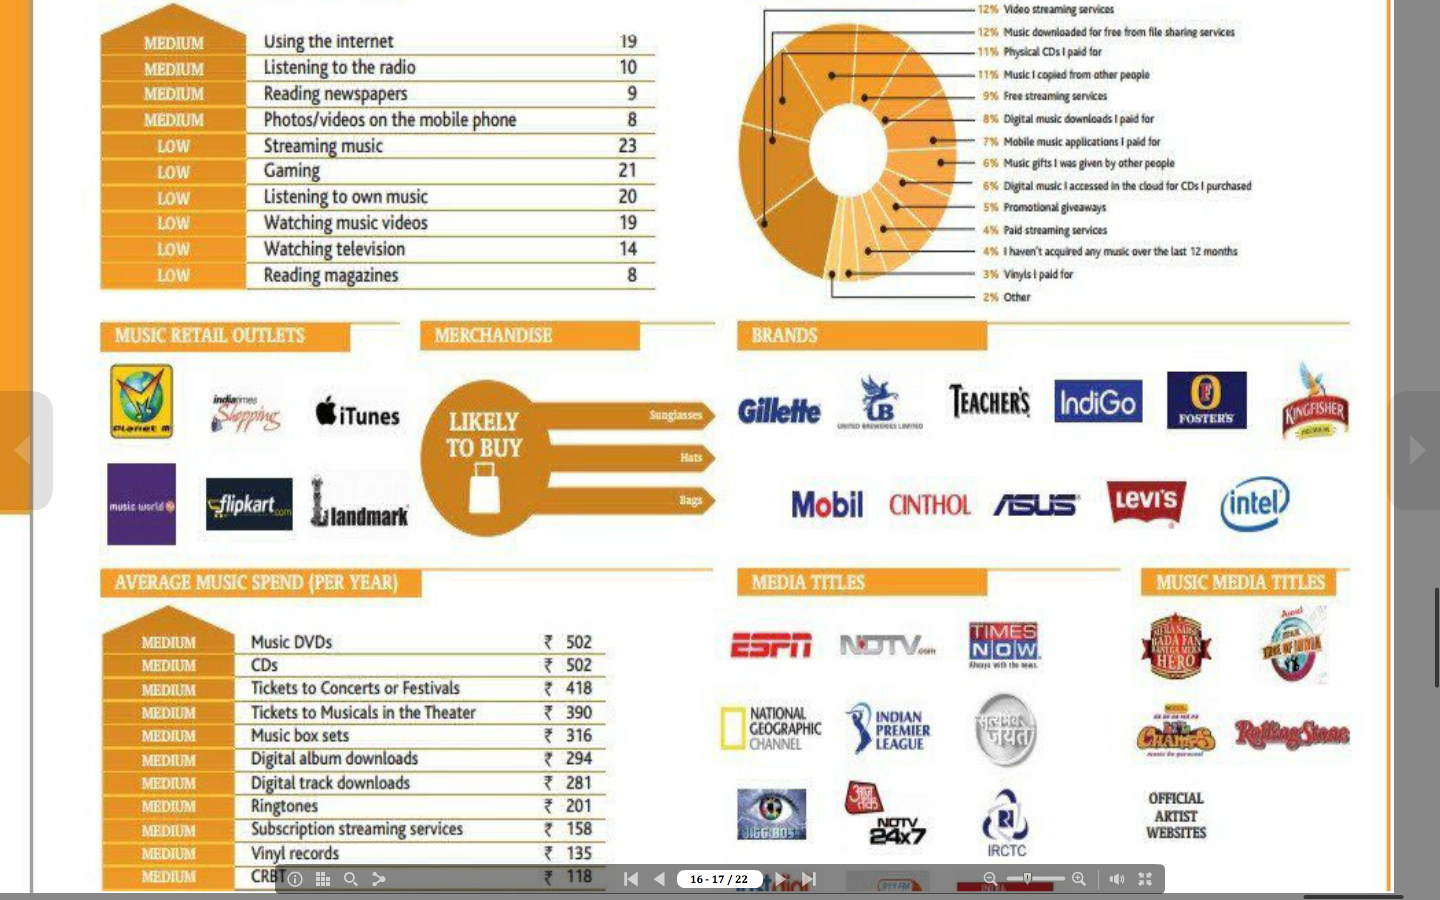 MEDIUM Using the internet 19
MEDIUM Listening to the radio 10
MEDIUM Reading newspapers 9
MEDIUM Photos/videos on the mobile phone 8
LOW Streaming music 23
LOW Gaming 21
LOW Listening to own music 20
LOW Watching music videos 19
LOW Watching television 14
LOW Reading magazines 8
12% Video streaming services
12% Music downloaded for free from file sharing services
11% Physical CDs I paid for
11% Music I copied from other people
9% Free streaming services
8% Digital music downloads I paid for
7% Mobile music applications I paid for
6% Music gifts I was given by other people
6% Digital music I accessed in the cloud for CDs I purchased
5% Promotional giveaways
4% Paid streaming services
4% I haven't acquired any music over the last 12 months
3% Vinyls I paid for
2% Other
MUSIC RETAIL OUTLETS
Planet M
indiatimes
Shopping
iTunes
music world
flipkart.com
landmark
MERCHANDISE
LIKELY
TO BUY
Sunglasses
Hats
Bags
BRANDS
Gillette
UB
UNITED BREWERIES LIMITED
TEACHER'S
IndiGo
F
FOSTER'S
KINGFISHER
PREMIUM
Mobil
CINTHOL
ASUS
LEVI'S
intel
AVERAGE MUSIC SPEND (PER YEAR)
MEDIUM Music DVDs ₹ 502
MEDIUM CDs ₹ 502
MEDIUM Tickets to Concerts or Festivals ₹ 418
MEDIUM Tickets to Musicals in the Theater ₹ 390
MEDIUM Music box sets ₹ 316
MEDIUM Digital album downloads ₹ 294
MEDIUM Digital track downloads ₹ 281
MEDIUM Ringtones ₹ 201
MEDIUM Subscription streaming services ₹ 158
MEDIUM Vinyl records ₹ 135
MEDIUM CRBT ₹ 118
MEDIA TITLES
ESPN
NDTV.com
TIMES
NOW
Always with the news.
NATIONAL
GEOGRAPHIC
CHANNEL
INDIAN
PREMIER
LEAGUE
सत्यमेव
जयते
BIGG BOSS
आज
तक
NDTV
24x7
IRCTC
MUSIC MEDIA TITLES
BADA FAN
HERO
CHAMPS
RollingStone
OFFICIAL
ARTIST
WEBSITES
16 - 17 / 22